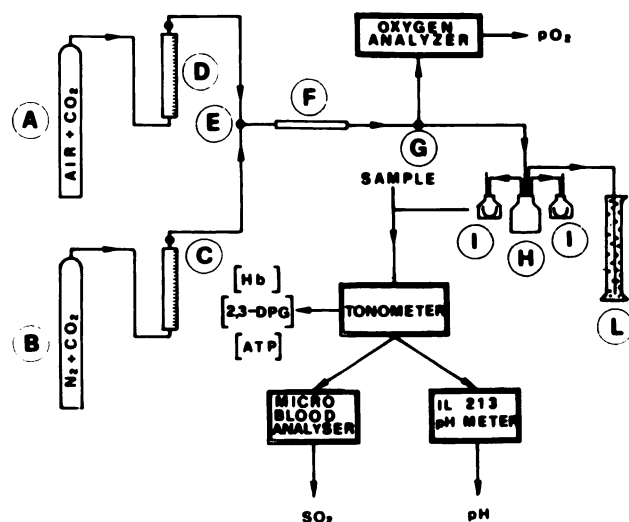 OXYGEN
ANALYZER
pO₂
D
A
AIR + CO₂
E
F
G
SAMPLE
C
I
H
I
L
B
N₂ + CO₂
[Hb]
[2,3-DPG]
[ATP]
TONOMETER
MICRO
BLOOD
ANALYSER
IL 213
pH METER
SO₂
pH